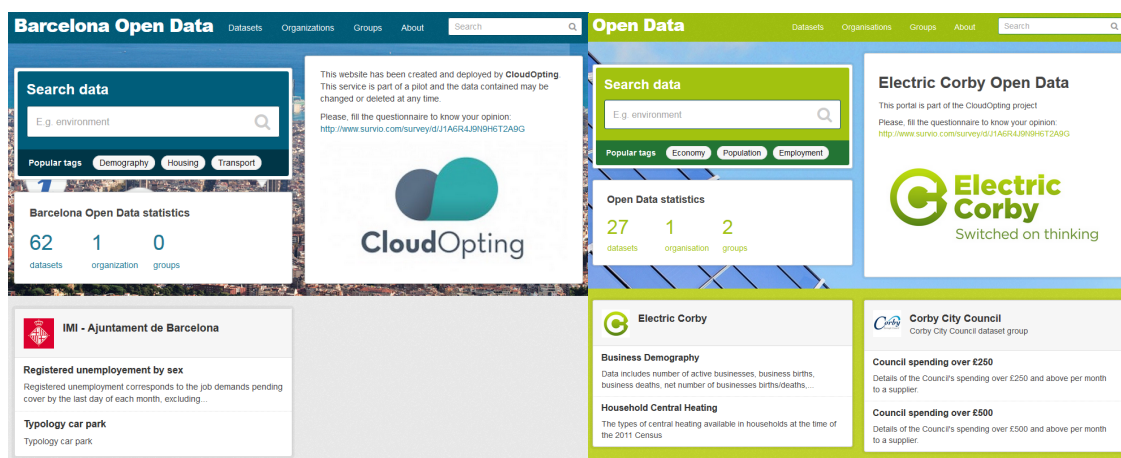 Barcelona Open Data
Datasets
Organizations
Groups
About
Search
Search data
E.g. environment
Popular tags
Demography
Housing
Transport
Barcelona Open Data statistics
62
1
0
datasets
organization
groups
This website has been created and deployed by CloudOpting.
This service is part of a pilot and the data contained may be
changed or deleted at any time.
Please, fill the questionnaire to know your opinion:
http://www.survio.com/survey/d/J1A6R4J9N9H6T2A9G
CloudOpting
IMI - Ajuntament de Barcelona
Registered unemployement by sex
Registered unemployment corresponds to the job demands pending
cover by the last day of each month, excluding...
Typology car park
Typology car park
Open Data
Datasets
Organisations
Groups
About
Search
Search data
E.g. environment
Popular tags
Economy
Population
Employment
Open Data statistics
27
1
2
datasets
organisation
groups
Electric Corby Open Data
This portal is part of the CloudOpting project
Please, fill the questionnaire to know your opinion:
http://www.survio.com/survey/d/J1A6R4J9N9H6T2A9G
Electric
Corby
Switched on thinking
Electric Corby
Business Demography
Data includes number of active businesses, business births,
business deaths, net number of businesses births/deaths,...
Household Central Heating
The types of central heating available in households at the time of
the 2011 Census
Corby
Corby City Council
Corby City Council dataset group
Council spending over £250
Details of the Council's spending over £250 and above per month
to a supplier.
Council spending over £500
Details of the Council's spending over £500 and above per month
to a supplier.